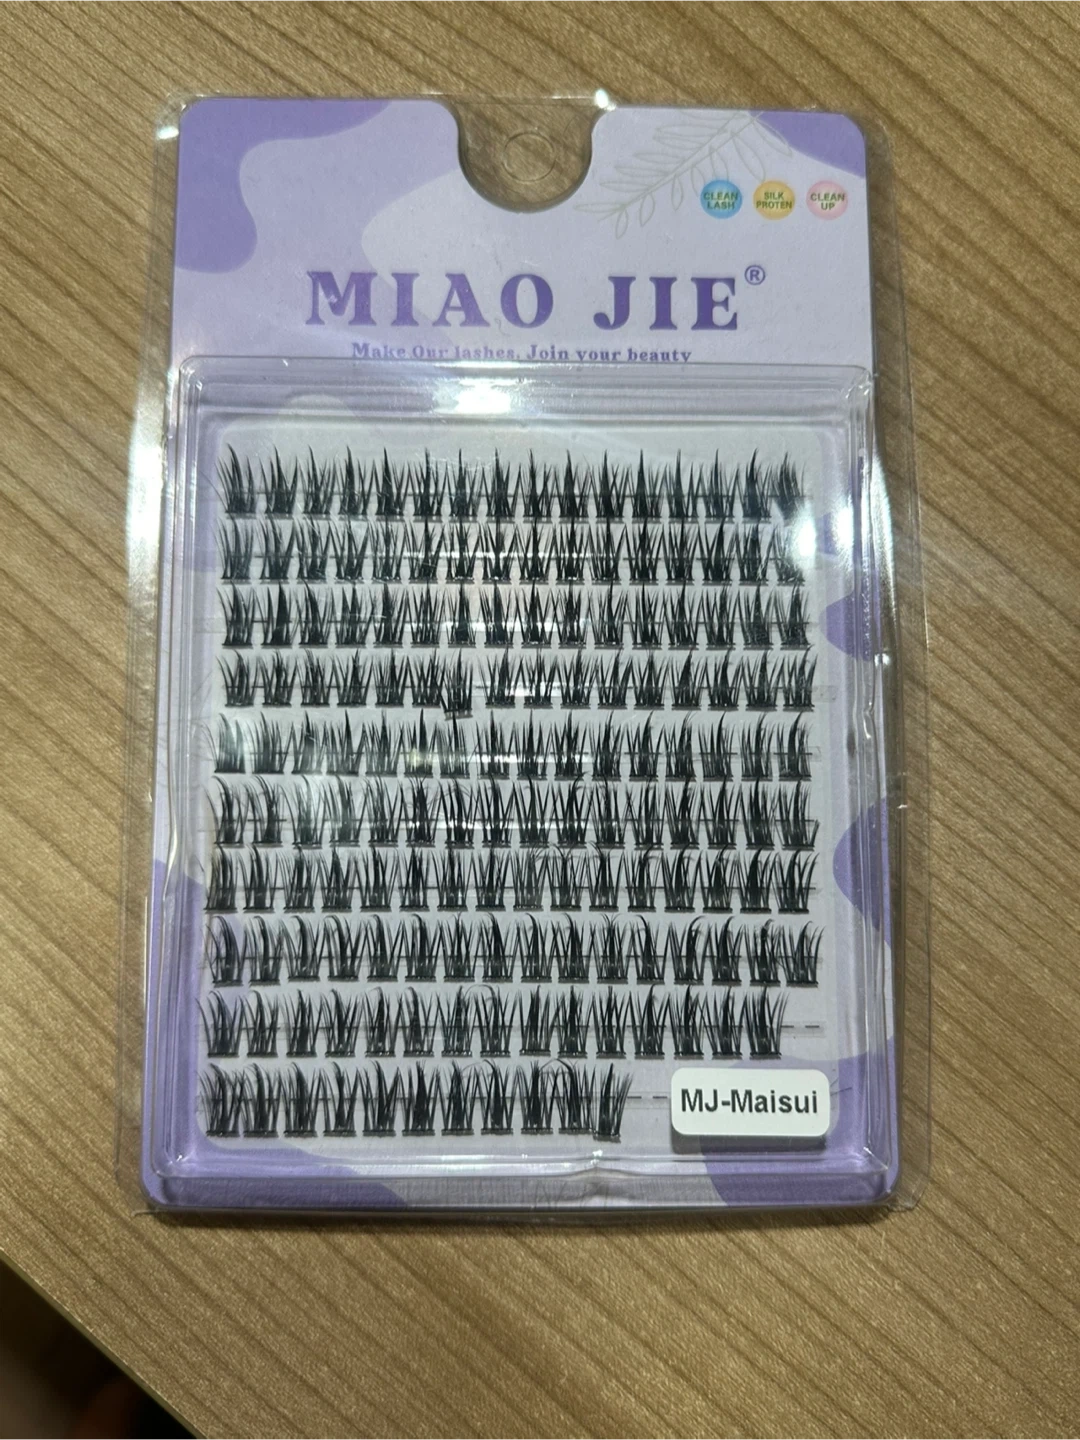 CLEAN
LASH
SILK
PROTEN
CLEAN
UP
MIAO JIE®
Make Our lashes, Join your beauty
MJ-Maisui